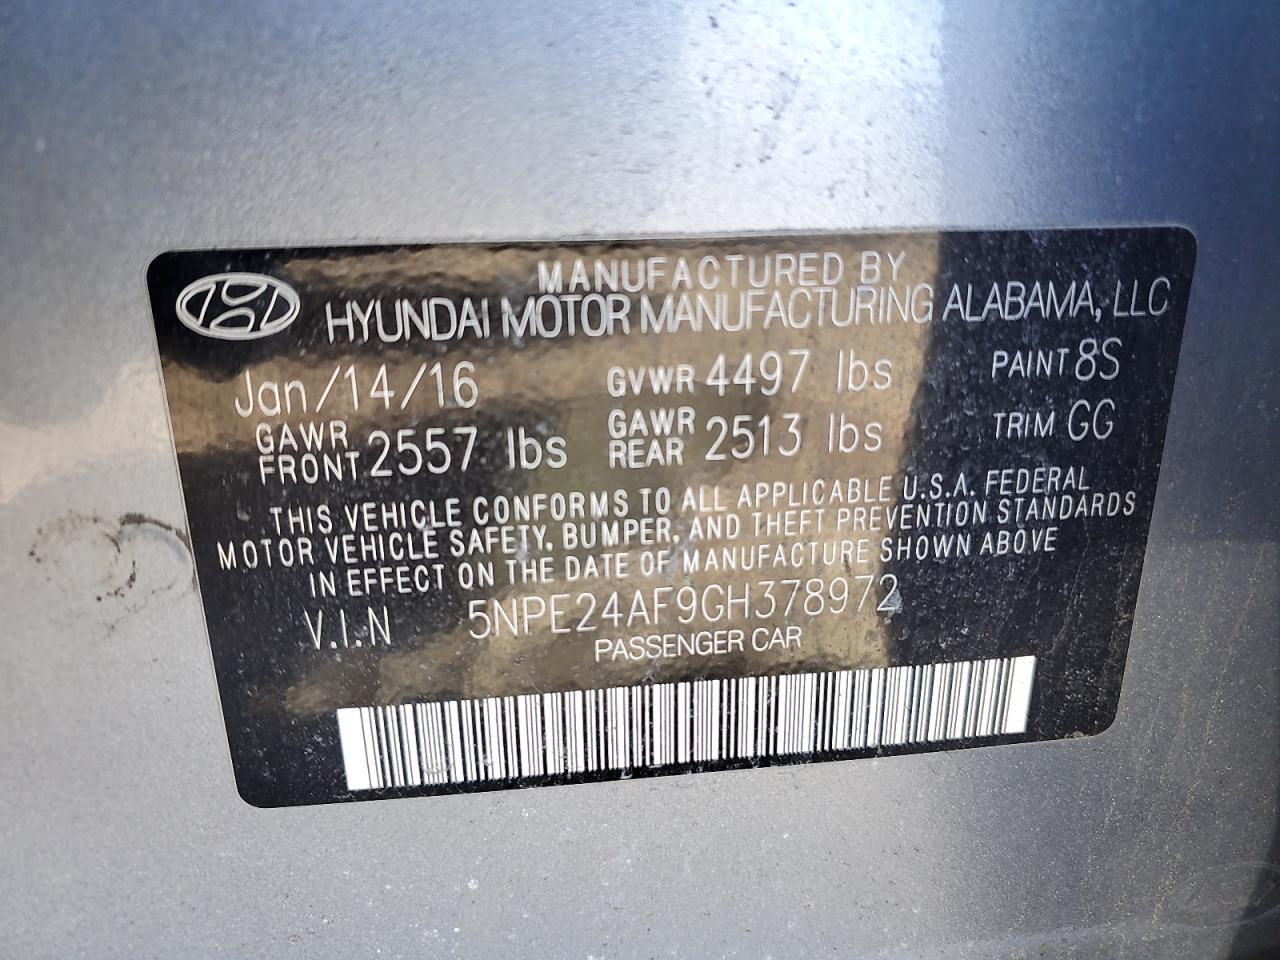 MANUFACTURED BY
HYUNDAI MOTOR MANUFACTURING ALABAMA, LLC
Jan/14/16 GVWR 4497 lbs PAINT 8S
GAWR FRONT 2557 lbs GAWR REAR 2513 lbs TRIM GG
THIS VEHICLE CONFORMS TO ALL APPLICABLE U.S.A. FEDERAL
MOTOR VEHICLE SAFETY, BUMPER, AND THEFT PREVENTION STANDARDS
IN EFFECT ON THE DATE OF MANUFACTURE SHOWN ABOVE
V.I.N 5NPE24AF9GH378972
PASSENGER CAR